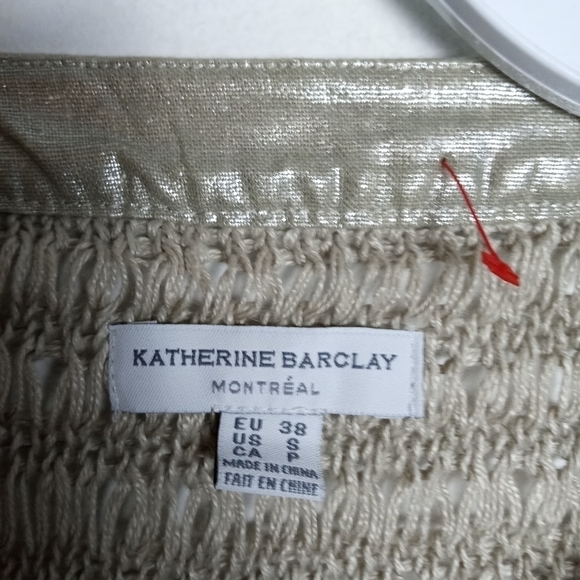 KATHERINE BARCLAY
MONTRÉAL
EU 38
US S
CA P
MADE IN CHINA
FAIT EN CHINE